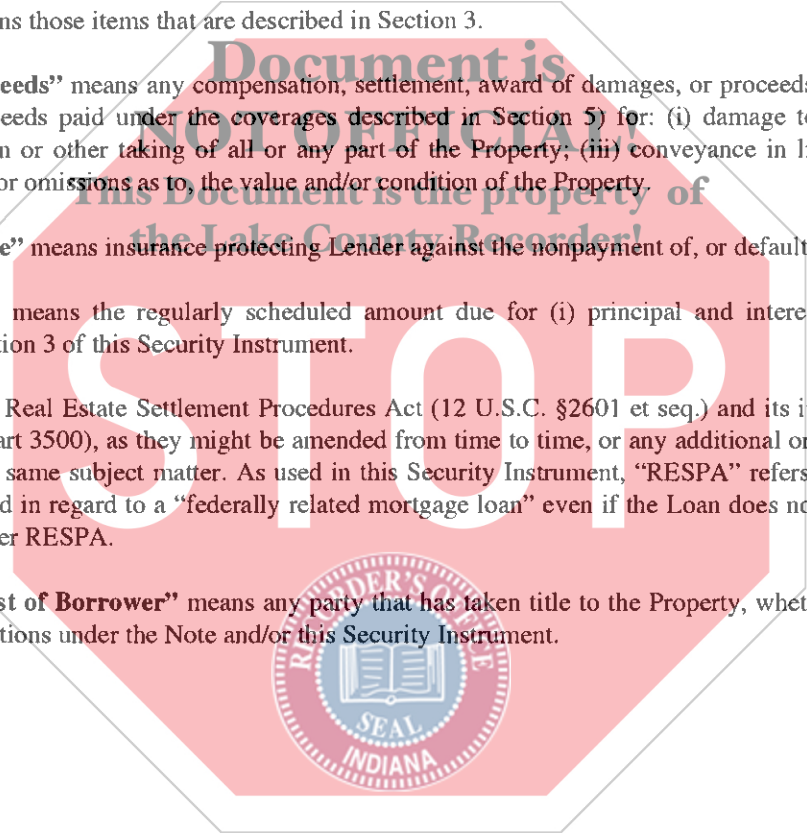 ns those items that are described in Section 3.
Document is
eeds” means any compensation, settlement, award of damages, or proceeds
eeds paid under the coverages described in Section 5) for: (i) damage to
NOT OFFICIAL!
n or other taking of all or any part of the Property; (iii) conveyance in l
or omissions as to, the value and/or condition of the Property.
This Document is the property of
the Lake County Recorder!
e” means insurance protecting Lender against the nonpayment of, or default
means the regularly scheduled amount due for (i) principal and intere
tion 3 of this Security Instrument.
STOP
Real Estate Settlement Procedures Act (12 U.S.C. §2601 et seq.) and its i
art 3500), as they might be amended from time to time, or any additional or
same subject matter. As used in this Security Instrument, “RESPA” refers
d in regard to a “federally related mortgage loan” even if the Loan does no
er RESPA.
st of Borrower” means any party that has taken title to the Property, whet
tions under the Note and/or this Security Instrument.
RECORDER'S OFFICE
SEAL
INDIANA